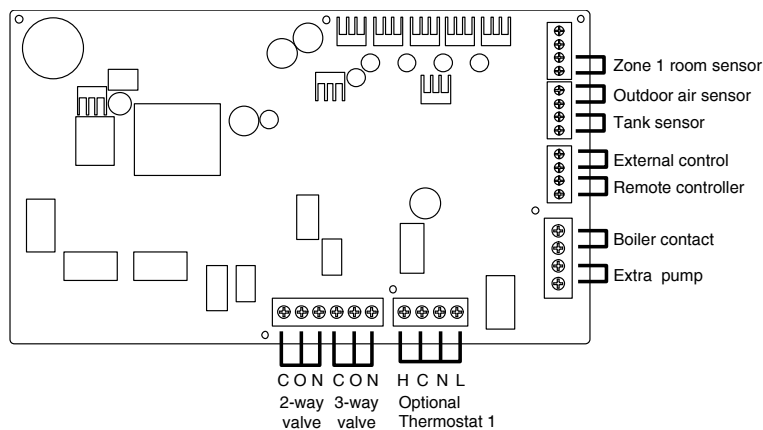 Zone 1 room sensor
Outdoor air sensor
Tank sensor
External control
Remote controller
Boiler contact
Extra pump
C O N C O N H C N L
2-way 3-way Optional
valve valve Thermostat 1